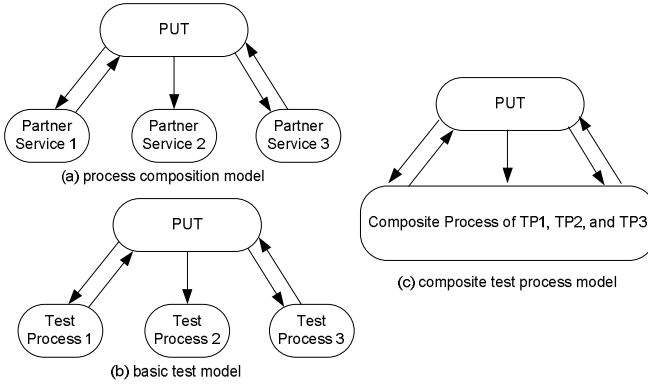 PUT
Partner
Service 1
Partner
Service 2
Partner
Service 3
(a) process composition model
PUT
Test
Process 1
Test
Process 2
Test
Process 3
(b) basic test model
PUT
Composite Process of TP1, TP2, and TP3
(c) composite test process model